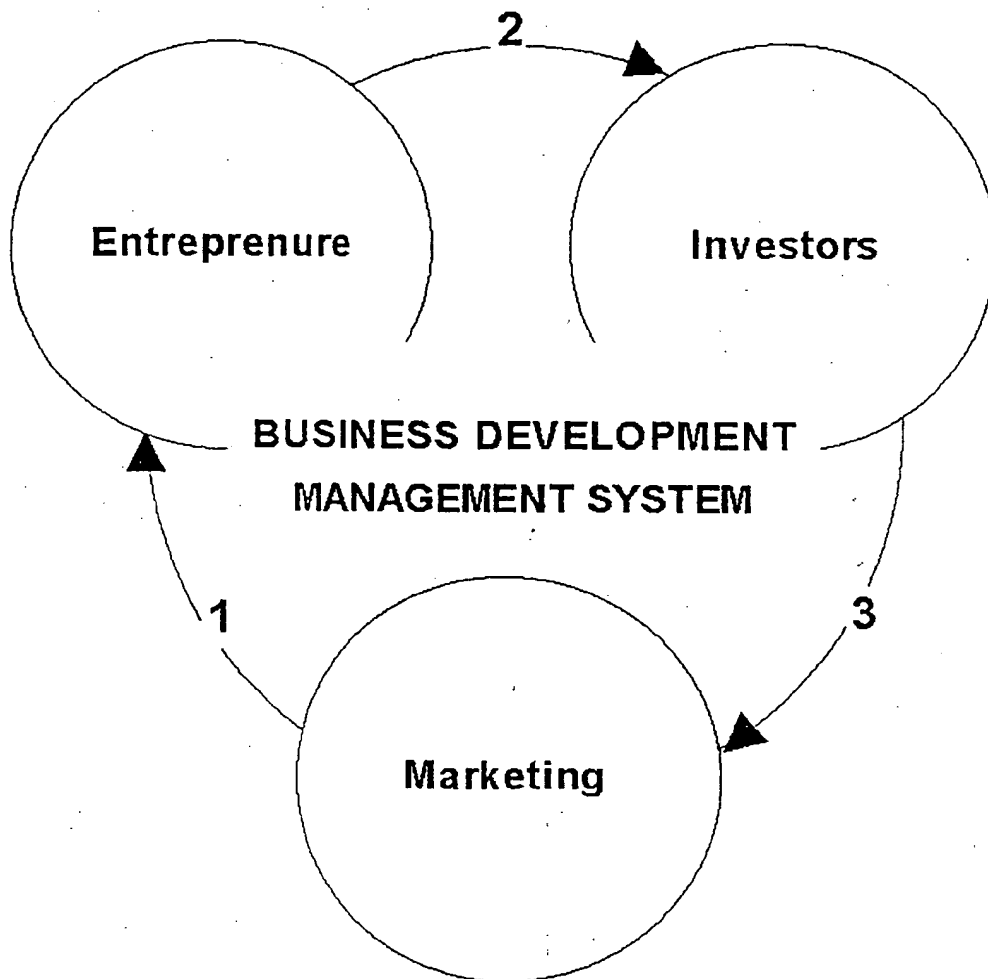 2
Entreprenure
Investors
BUSINESS DEVELOPMENT
MANAGEMENT SYSTEM
1
3
Marketing